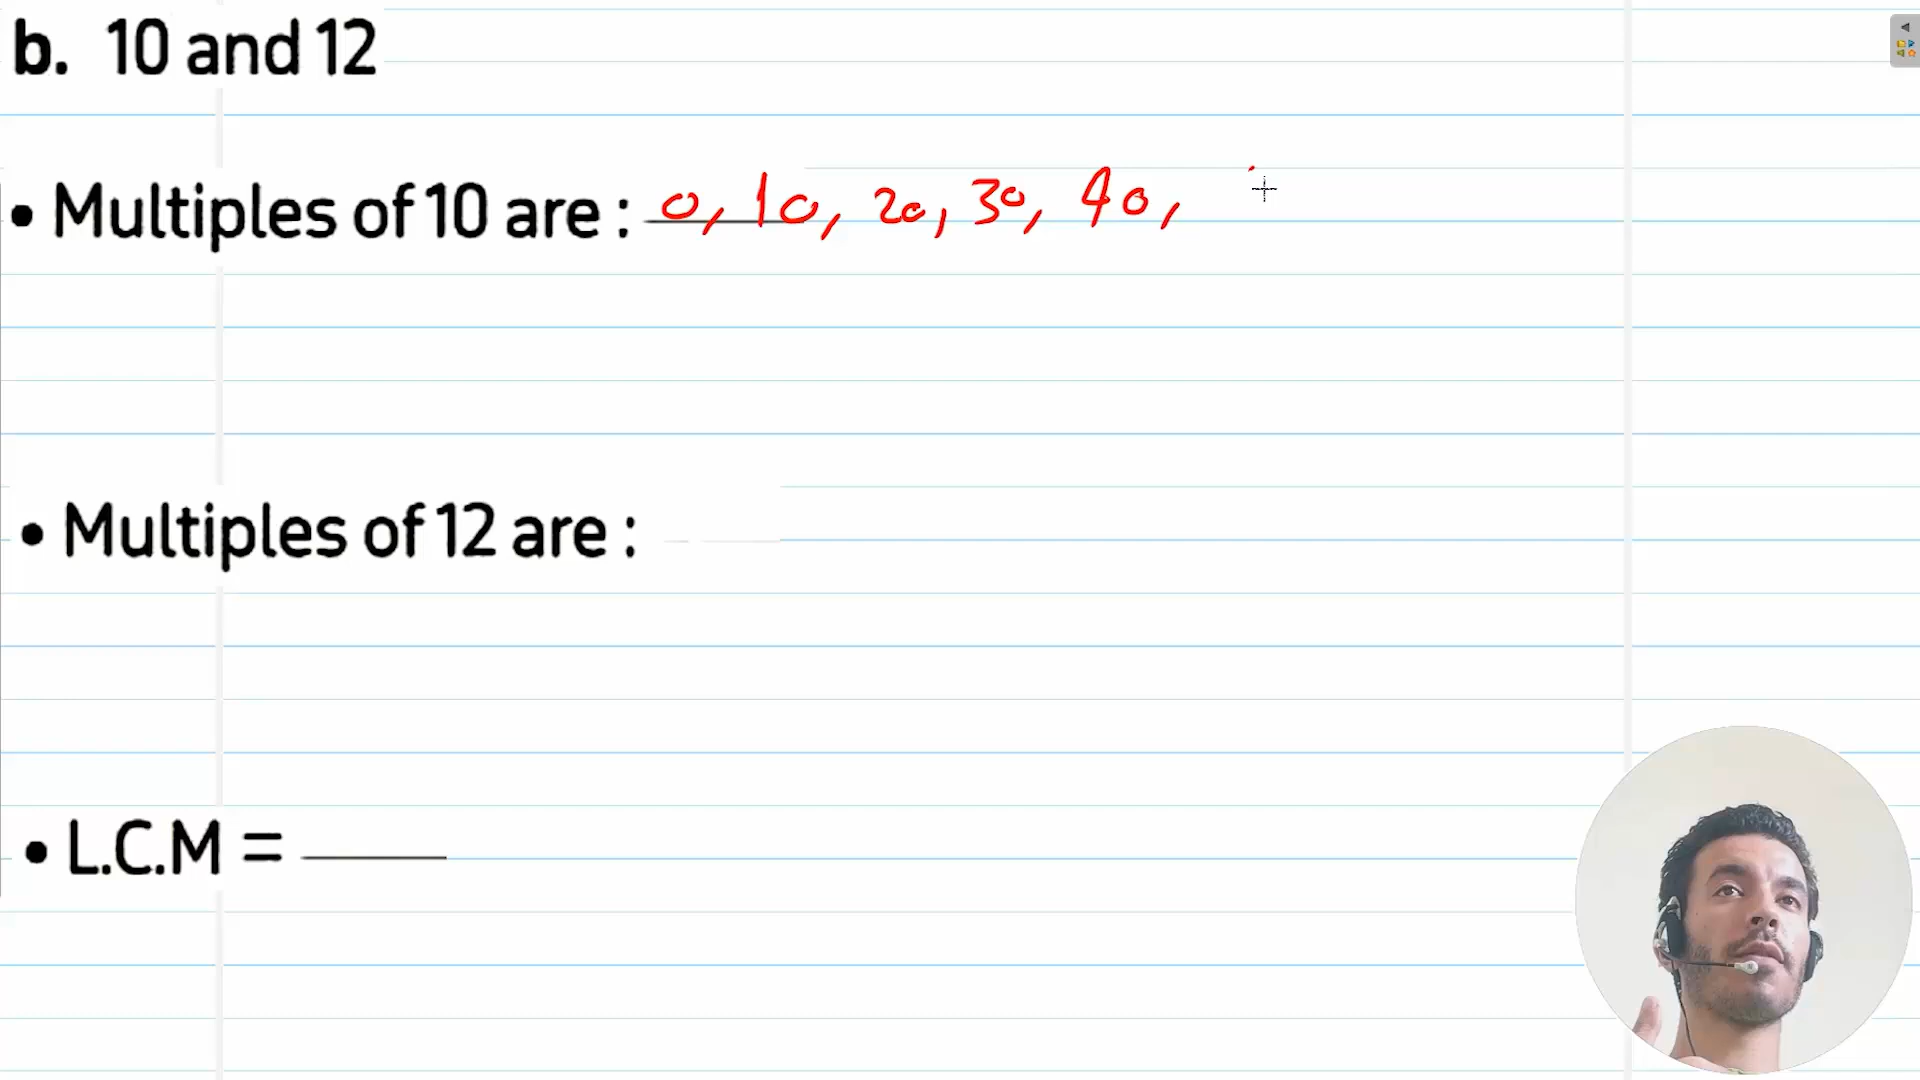 b. 10 and 12
• Multiples of 10 are : 0, 10, 20, 30, 40,
• Multiples of 12 are :
• L.C.M =